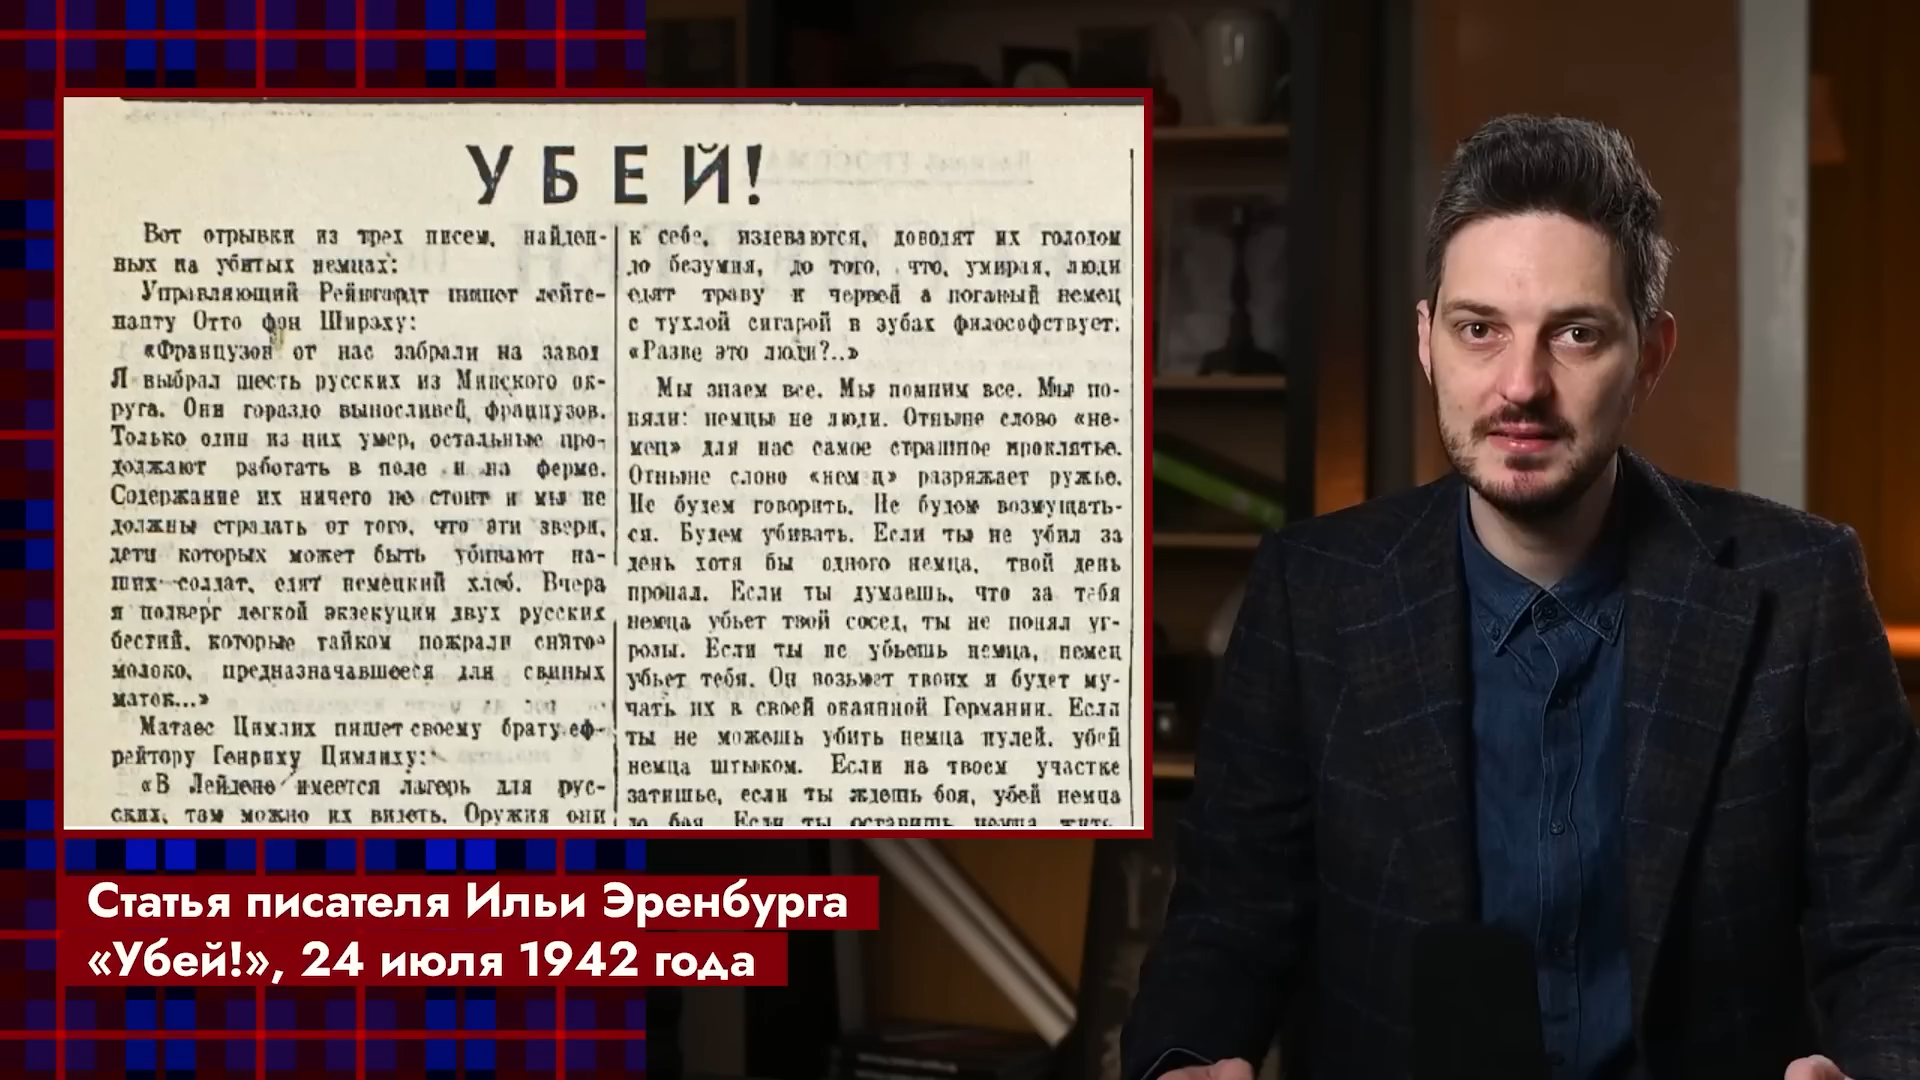 УБЕЙ!
Вот отрывки из трех писем, найден-
ных на убитых немцах:
Управляющий Рейнгардт пишет лейте-
нанту Отто фон Шираху:
«Французов от нас забрали на завод
Я выбрал шесть русских из Минского ок-
руга. Они гораздо выносливей, французов.
Только один из них умер, остальные про-
должают работать в поле и на ферме.
Содержание их ничего не стоит и мы не
должны страдать от того, что эти звери,
дети которых может быть убивают на-
ших солдат, едят немецкий хлеб. Вчера
я подверг легкой экзекуции двух русских
бестий, которые тайком пожрали снятое
молоко, предназначавшееся для свиных
маток...»
Матаес Цимлих пишет своему брату еф-
рейтору Генриху Цимлиху:
«В Лейдене имеется лагерь для рус-
ских, там можно их видеть. Оружия они
к себе, издеваются, доводят их голодом
до безумия, до того, что, умирая, люди
едят траву и червей а поганый немец
с тухлой сигарой в зубах философствует:
«Разве это люди?..»
Мы знаем все. Мы помним все. Мы по-
няли: немцы не люди. Отныне слово «не-
мец» для нас самое страшное проклятье.
Отныне слово «немец» разряжает ружье.
Не будем говорить. Не будем возмущать-
ся. Будем убивать. Если ты не убил за
день хотя бы одного немца, твой день
пропал. Если ты думаешь, что за тебя
немца убьет твой сосед, ты не понял уг-
розы. Если ты не убьешь немца, немец
убьет тебя. Он возьмет твоих и будет му-
чать их в своей окаянной Германии. Если
ты не можешь убить немца пулей, убей
немца штыком. Если на твоем участке
затишье, если ты ждешь боя, убей немца
до боя. Если ты оставишь немца жить,
Статья писателя Ильи Эренбурга
«Убей!», 24 июля 1942 года